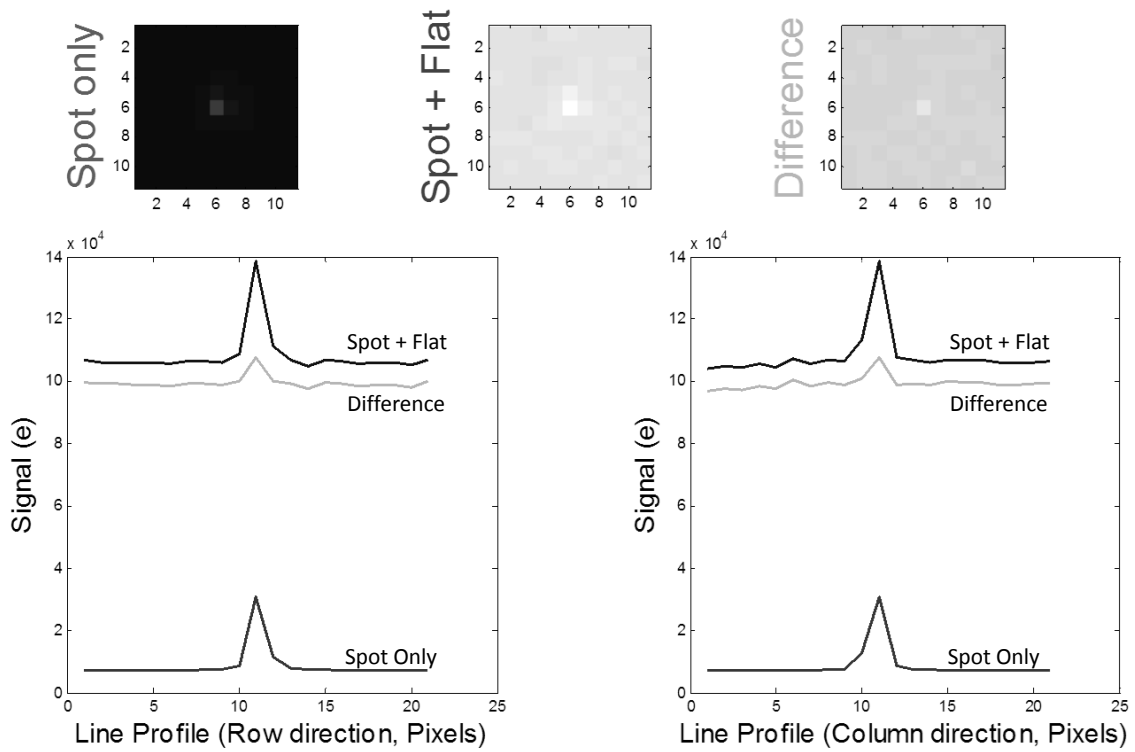 Spot only
2
4
6
8
10
2 4 6 8 10
Spot + Flat
2
4
6
8
10
2 4 6 8 10
Difference
2
4
6
8
10
2 4 6 8 10
x 10^4
14
12
10
8
6
4
2
0
0 5 10 15 20 25
Signal (e)
Spot + Flat
Difference
Spot Only
Line Profile (Row direction, Pixels)
x 10^4
14
12
10
8
6
4
2
0
0 5 10 15 20 25
Signal (e)
Spot + Flat
Difference
Spot Only
Line Profile (Column direction, Pixels)